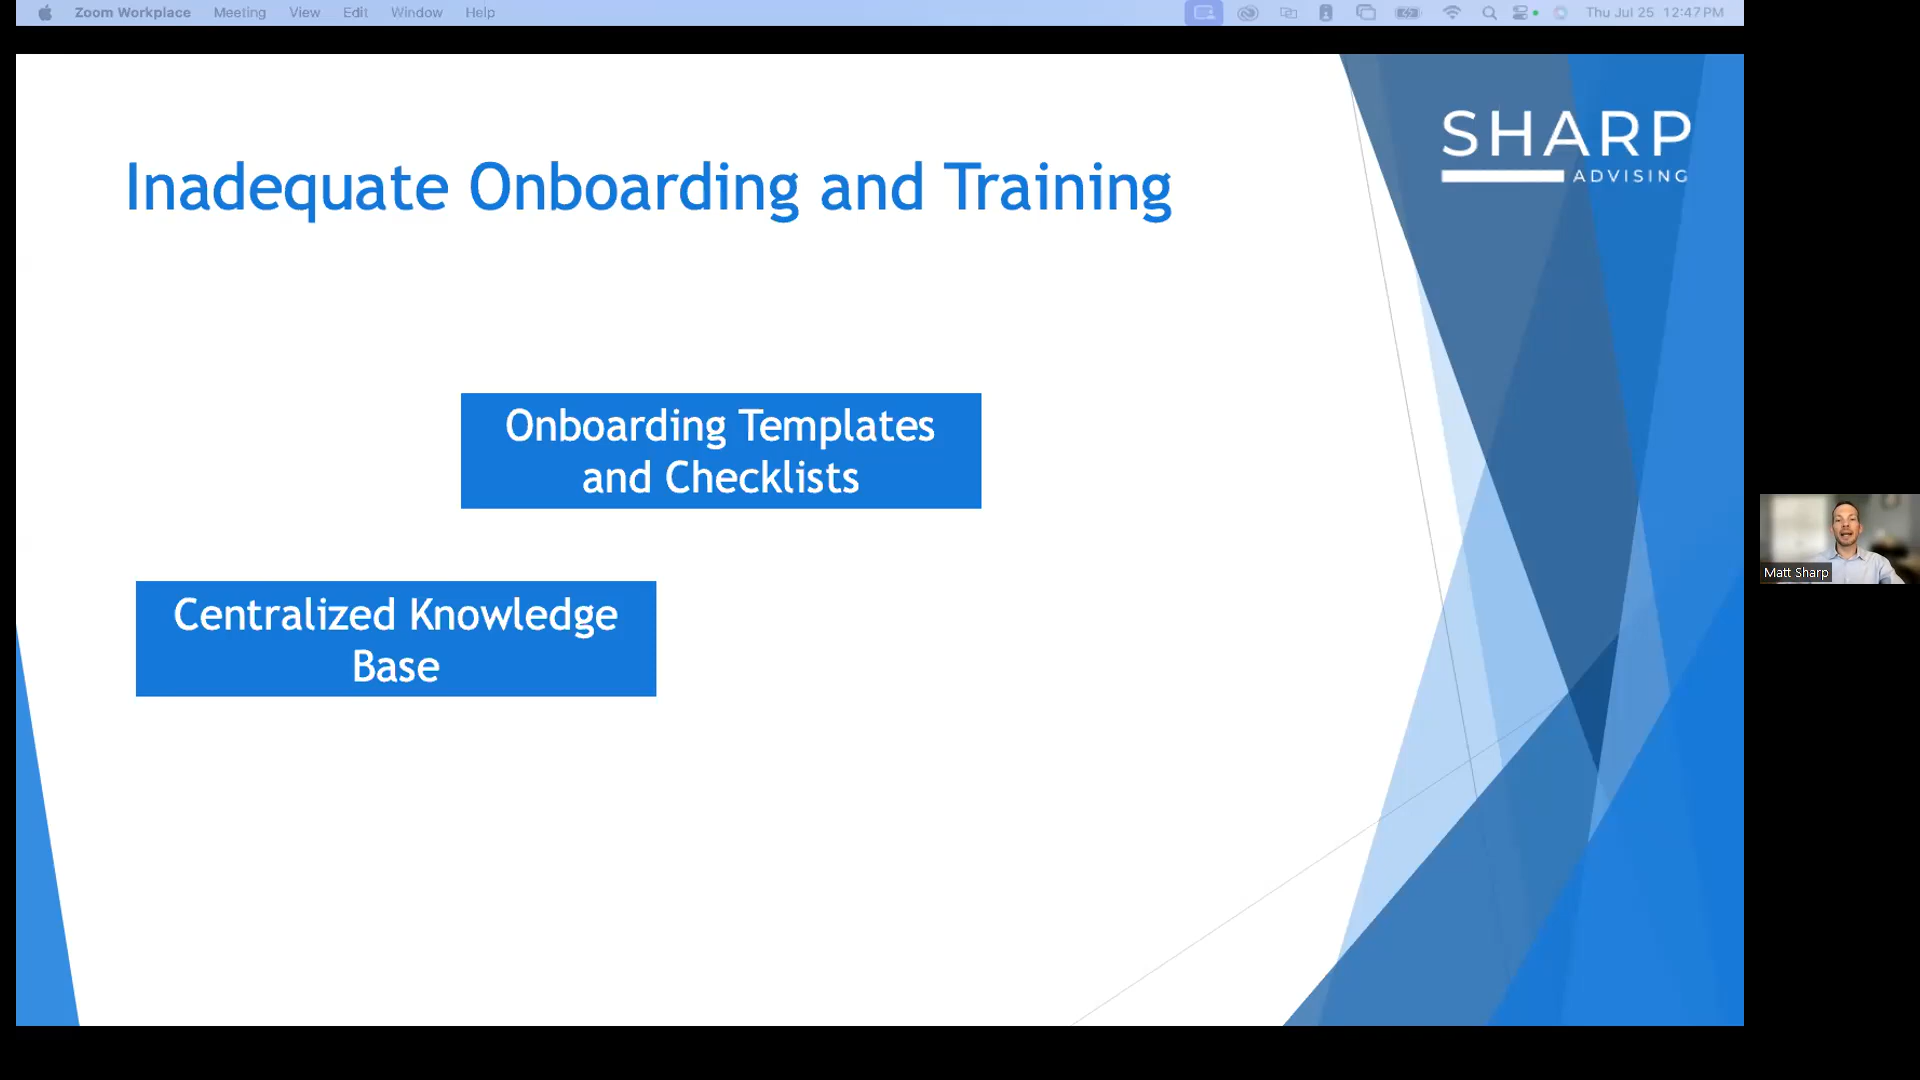 Zoom Workplace Meeting View Edit Window Help Thu Jul 25 12:47 PM
SHARP
ADVISING
Inadequate Onboarding and Training
Onboarding Templates
and Checklists
Centralized Knowledge
Base
Matt Sharp